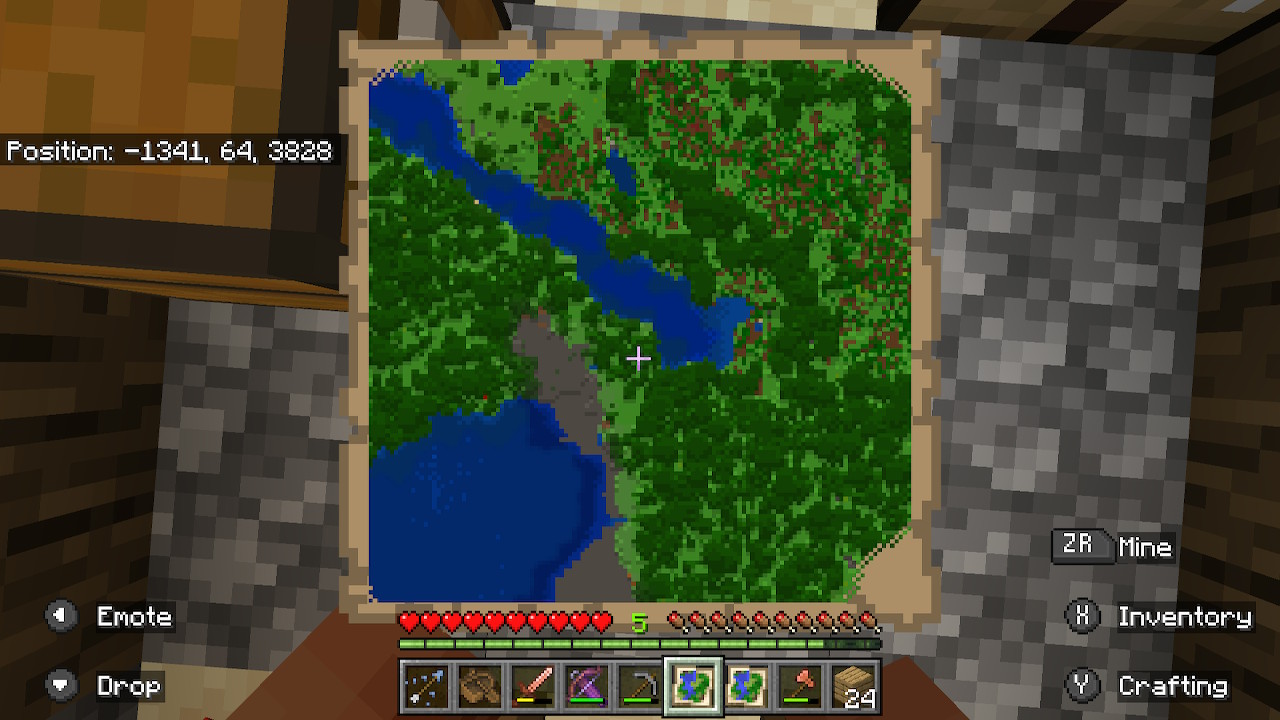 Position: -1341, 64, 3828
ZR Mine
Emote
X Inventory
5
Drop
24
Y Crafting